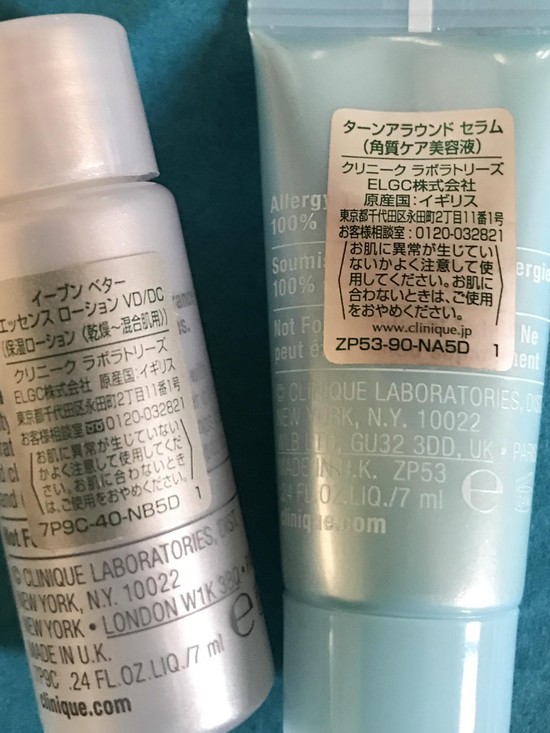 イーブン ベター
エッセンス ローション VD/DC
(保湿ローション(乾燥~混合肌用))
クリニーク ラボラトリーズ
ELGC株式会社 原産国:イギリス
東京都千代田区永田町2丁目11番1号
お客様相談室 0120-032821
お肌に異常が生じていない
かよく注意して使用してくだ
さい。お肌に合わないとき
は、ご使用をおやめください。
7P9C-40-NB5D 1
Not
© CLINIQUE LABORATORIES, DIST.
NEW YORK, N.Y. 10022
NEW YORK • LONDON W1K
MADE IN U.K.
7P9C .24 FL.OZ.LIQ./7 ml e
clinique.com
ターンアラウンド セラム
(角質ケア美容液)
クリニーク ラボラトリーズ
ELGC株式会社
原産国:イギリス
東京都千代田区永田町2丁目11番1号
お客様相談室:0120-032821
お肌に異常が生じてい
ないかよく注意して使
用してください。お肌に
合わないときは、ご使用
をおやめください。
www.clinique.jp
ZP53-90-NA5D 1
Allergy
100%
Soumis
100%
Not For Ne
peut
© CLINIQUE LABORATORIES, DIST.
NEW YORK, N.Y. 10022
GU32 3DD, UK •
MADE IN U.K. ZP53
.24 FL.OZ.LIQ./7 ml e
clinique.com